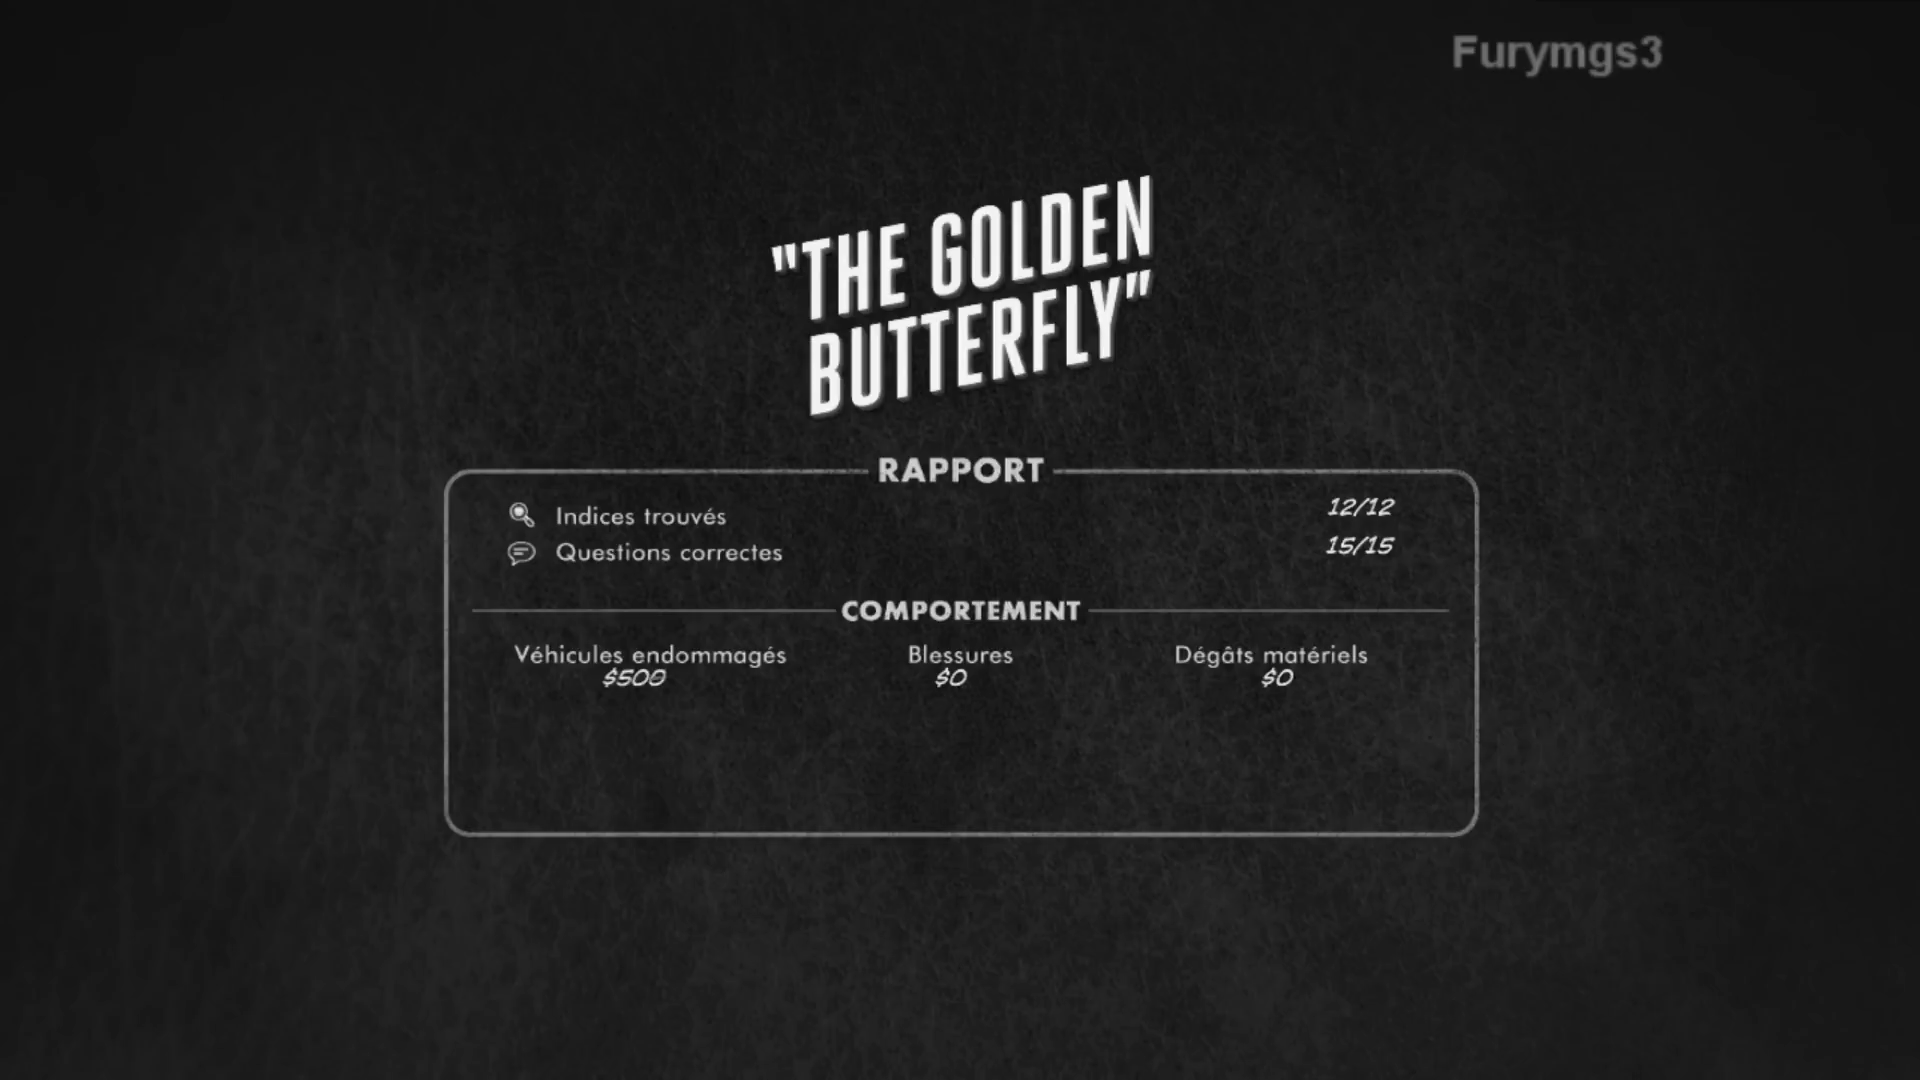 Furymgs3
"THE GOLDEN
BUTTERFLY"
RAPPORT
Indices trouvés 12/12
Questions correctes 15/15
COMPORTEMENT
Véhicules endommagés Blessures Dégâts matériels
$500 $0 $0